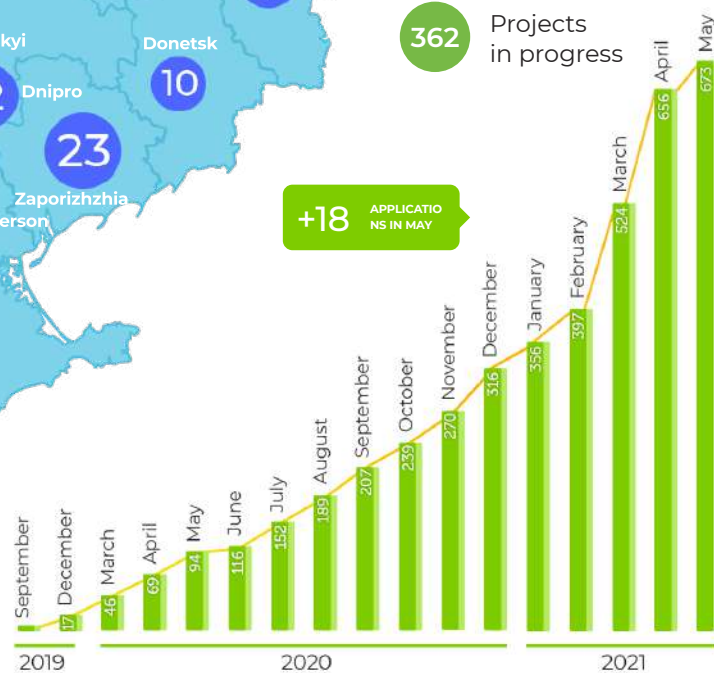 kyi
Donetsk
10
Dnipro
2
23
Zaporizhzhia
erson
362
Projects
in progress
+18
APPLICATIO
NS IN MAY
September
December
17
March
46
April
69
May
94
June
116
July
152
August
189
September
207
October
239
November
270
December
316
January
356
February
397
March
524
April
656
May
673
2019
2020
2021